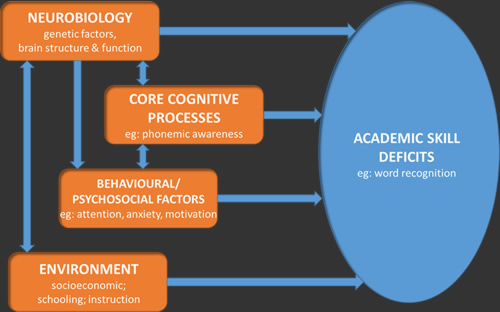 NEUROBIOLOGY
genetic factors,
brain structure & function
CORE COGNITIVE
PROCESSES
eg: phonemic awareness
BEHAVIOURAL/
PSYCHOSOCIAL FACTORS
eg: attention, anxiety, motivation
ENVIRONMENT
socioeconomic;
schooling; instruction
ACADEMIC SKILL
DEFICITS
eg: word recognition